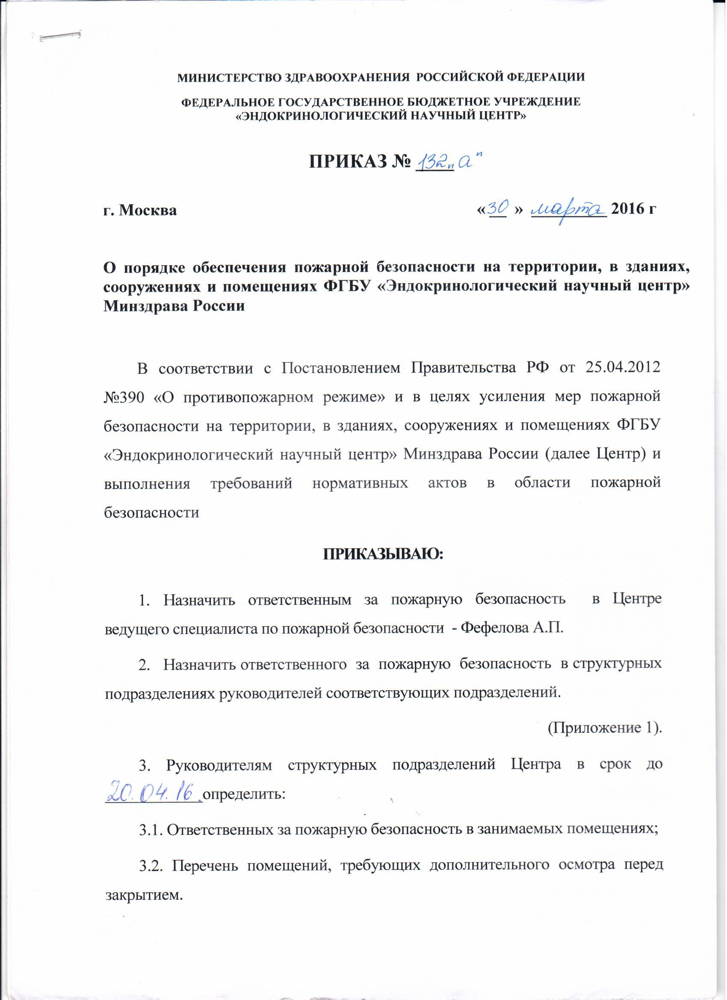 МИНИСТЕРСТВО ЗДРАВООХРАНЕНИЯ РОССИЙСКОЙ ФЕДЕРАЦИИ
ФЕДЕРАЛЬНОЕ ГОСУДАРСТВЕННОЕ БЮДЖЕТНОЕ УЧРЕЖДЕНИЕ
«ЭНДОКРИНОЛОГИЧЕСКИЙ НАУЧНЫЙ ЦЕНТР»
ПРИКАЗ № 132 „а"
г. Москва «30 » марта 2016 г
О порядке обеспечения пожарной безопасности на территории, в зданиях,
сооружениях и помещениях ФГБУ «Эндокринологический научный центр»
Минздрава России
В соответствии с Постановлением Правительства РФ от 25.04.2012
№390 «О противопожарном режиме» и в целях усиления мер пожарной
безопасности на территории, в зданиях, сооружениях и помещениях ФГБУ
«Эндокринологический научный центр» Минздрава России (далее Центр) и
выполнения требований нормативных актов в области пожарной
безопасности
ПРИКАЗЫВАЮ:
1. Назначить ответственным за пожарную безопасность в Центре
ведущего специалиста по пожарной безопасности - Фефелова А.П.
2. Назначить ответственного за пожарную безопасность в структурных
подразделениях руководителей соответствующих подразделений.
(Приложение 1).
3. Руководителям структурных подразделений Центра в срок до
20.04.16. определить:
3.1. Ответственных за пожарную безопасность в занимаемых помещениях;
3.2. Перечень помещений, требующих дополнительного осмотра перед
закрытием.